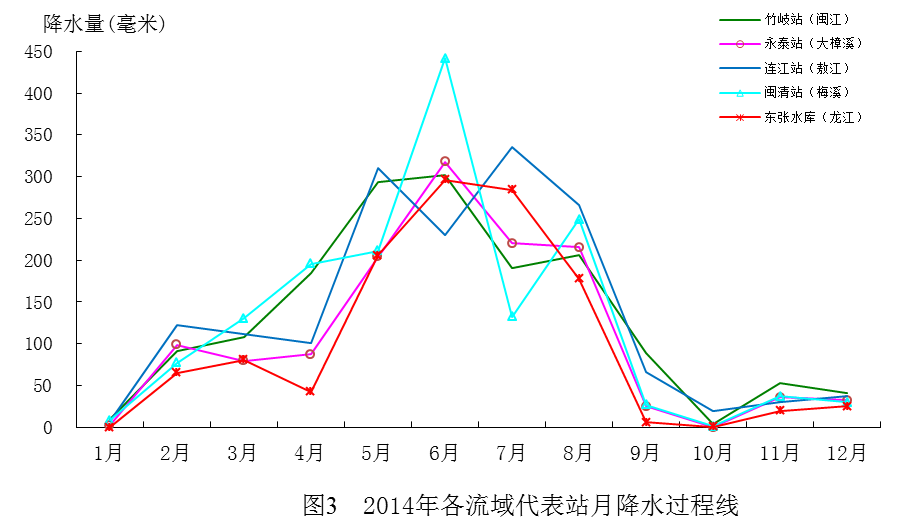 降水量(毫米)
竹岐站（闽江）
永泰站（大樟溪）
连江站（敖江）
闽清站（梅溪）
东张水库（龙江）
450
400
350
300
250
200
150
100
50
0
1月 2月 3月 4月 5月 6月 7月 8月 9月 10月 11月 12月
图3 2014年各流域代表站月降水过程线